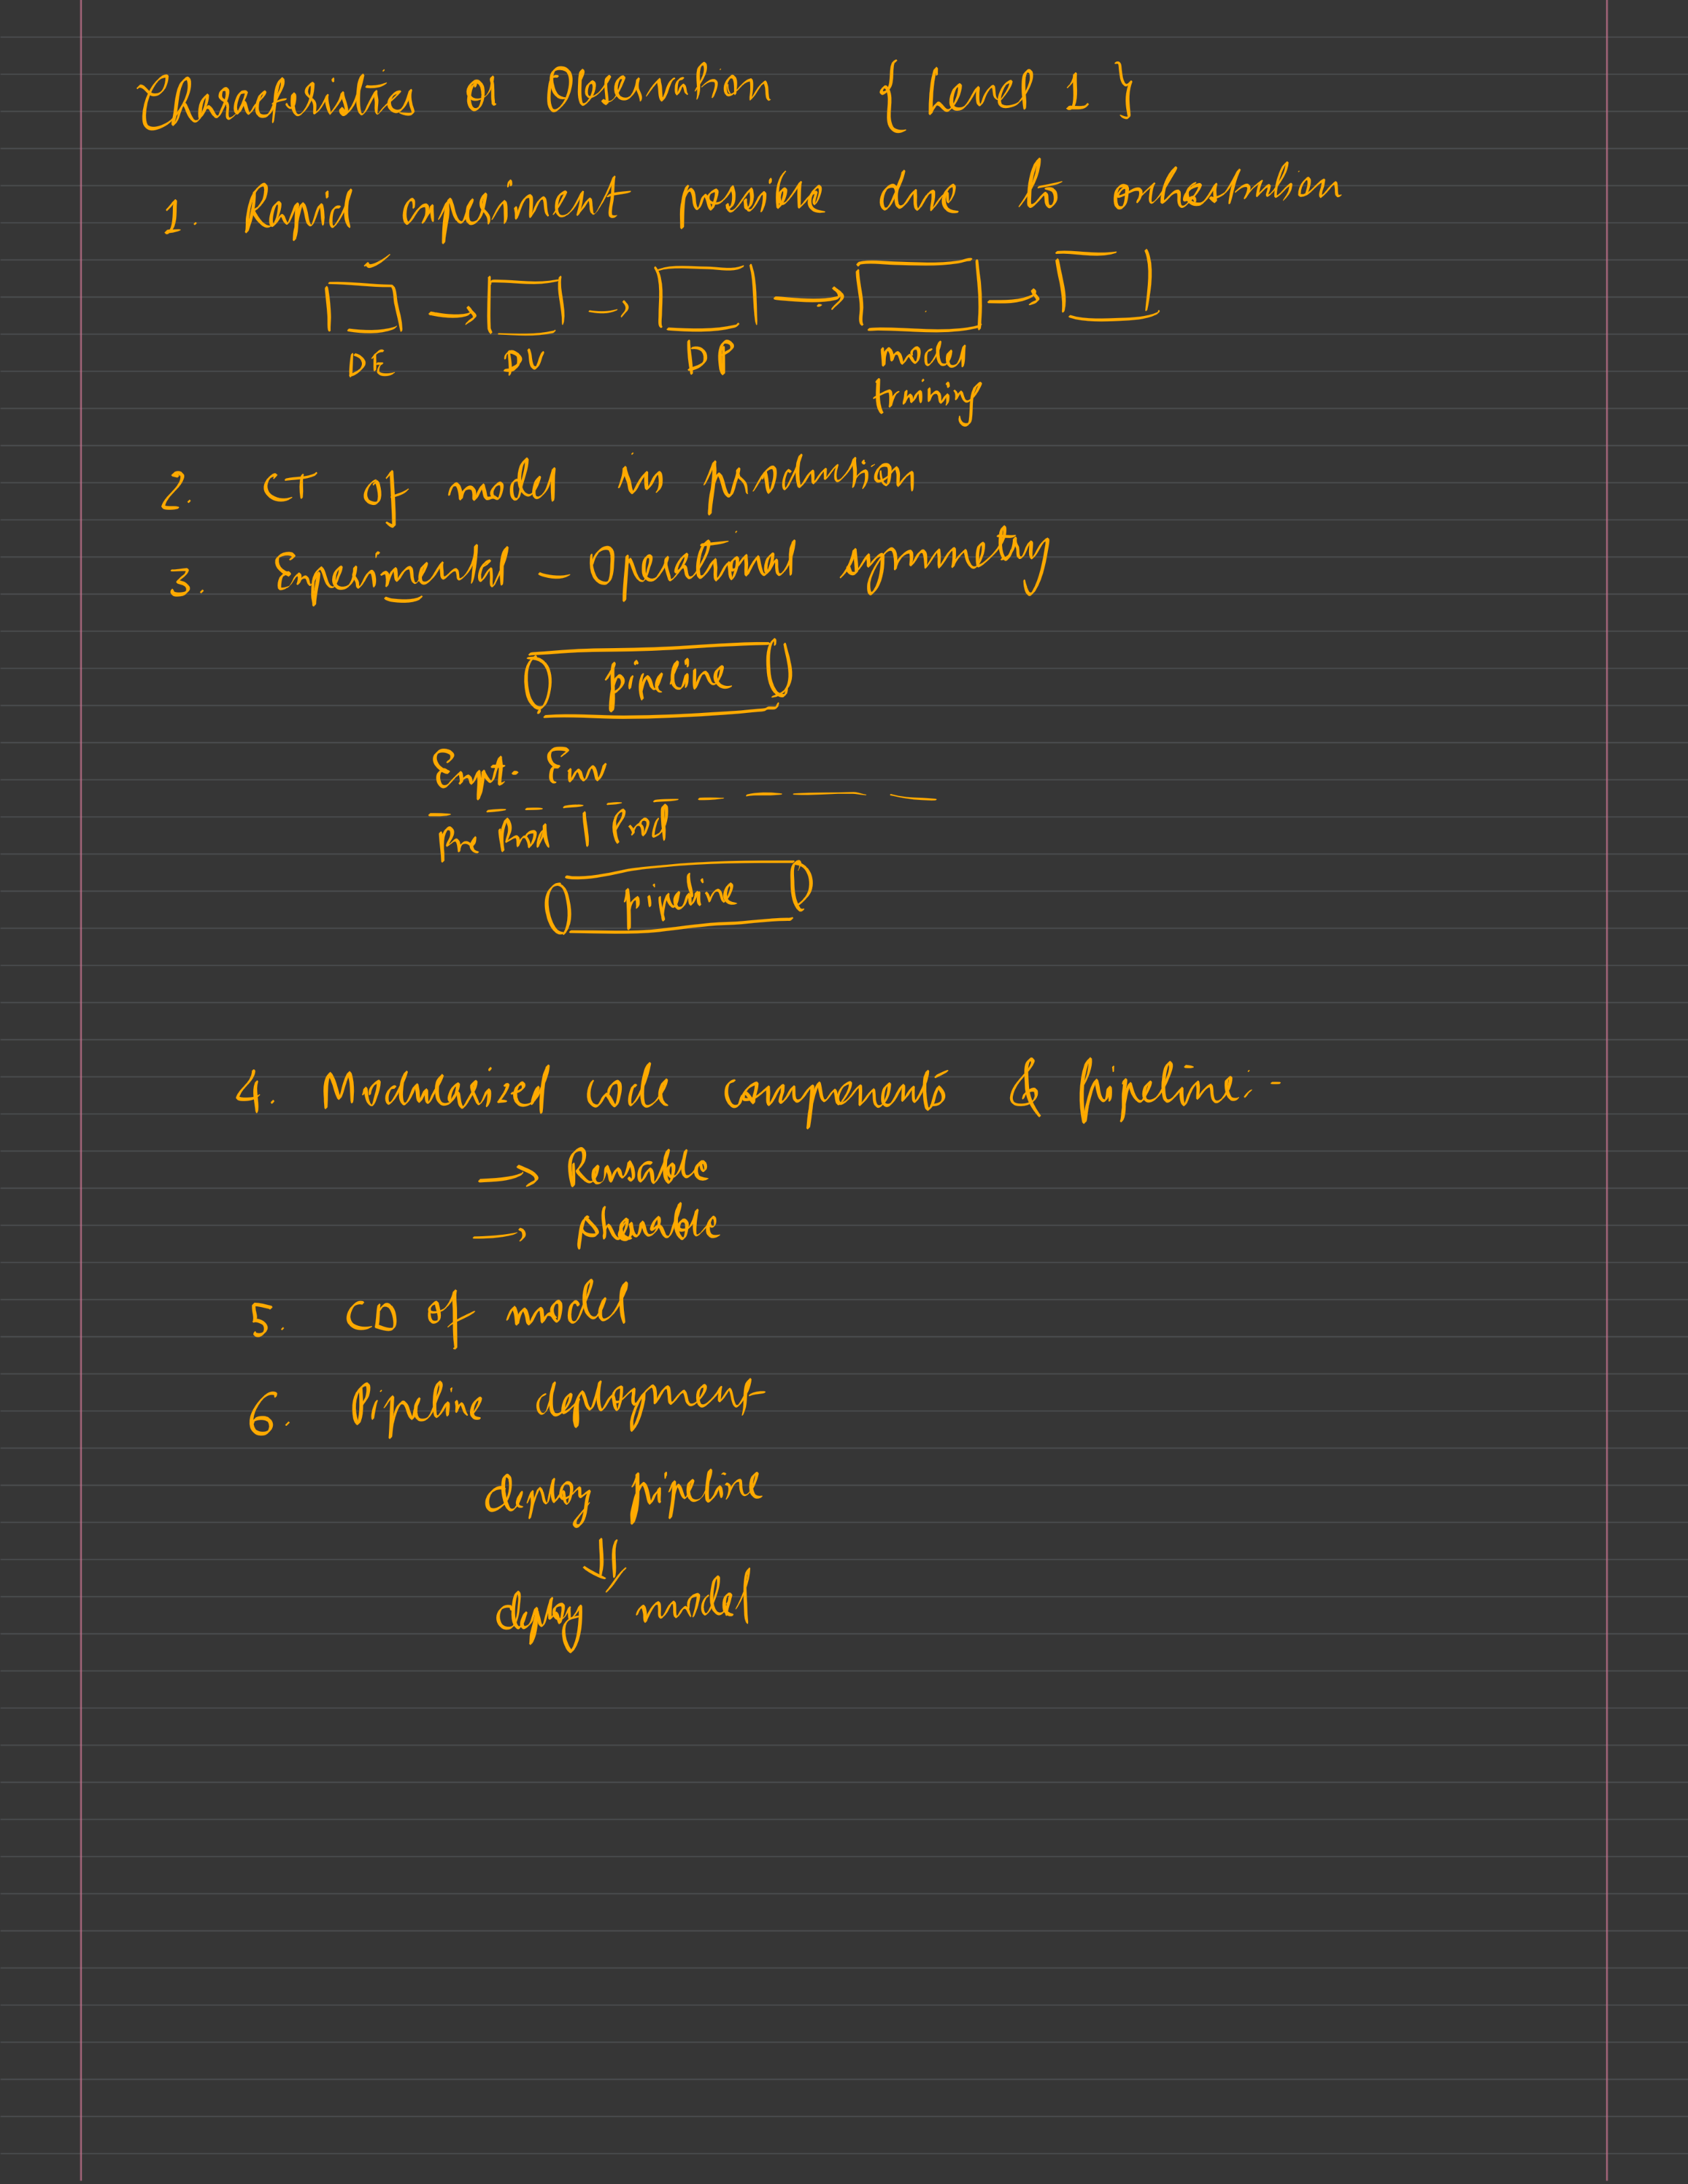 Characteristics or Observation { Level 1 }
1. Rapid experiment possible due to orchestration
DE DV DP model
training
2. CT of model in production
3. Experimental - Operational symmetry
pipeline
Expt. Env
Pre Prod | Prod
pipeline
4. Modularized code components & Pipeline:-
→ Reusable
→ Shareable
5. CD of model
6. Pipeline deployment
deploy pipeline
⇓
deploy model